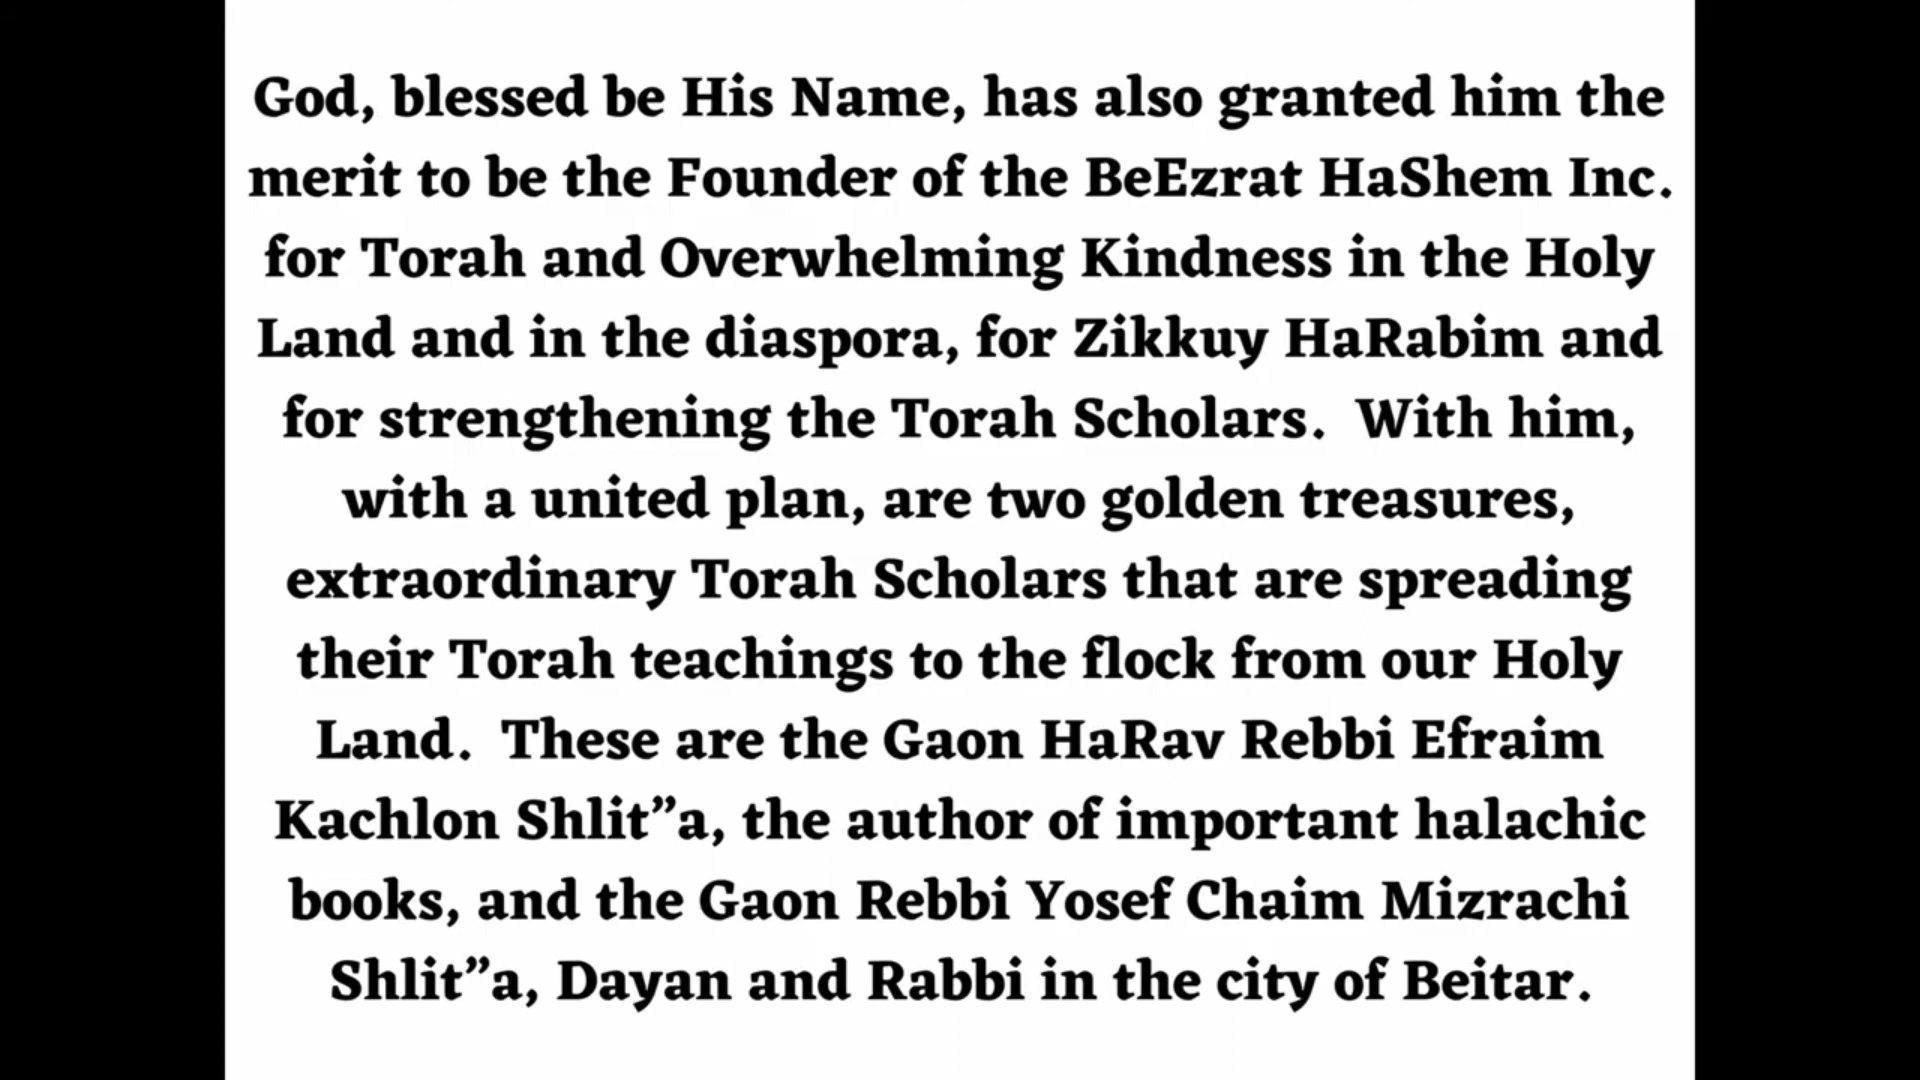 God, blessed be His Name, has also granted him the
merit to be the Founder of the BeEzrat HaShem Inc.
for Torah and Overwhelming Kindness in the Holy
Land and in the diaspora, for Zikkuy HaRabim and
for strengthening the Torah Scholars.  With him,
with a united plan, are two golden treasures,
extraordinary Torah Scholars that are spreading
their Torah teachings to the flock from our Holy
Land.  These are the Gaon HaRav Rebbi Efraim
Kachlon Shlit”a, the author of important halachic
books, and the Gaon Rebbi Yosef Chaim Mizrachi
Shlit”a, Dayan and Rabbi in the city of Beitar.